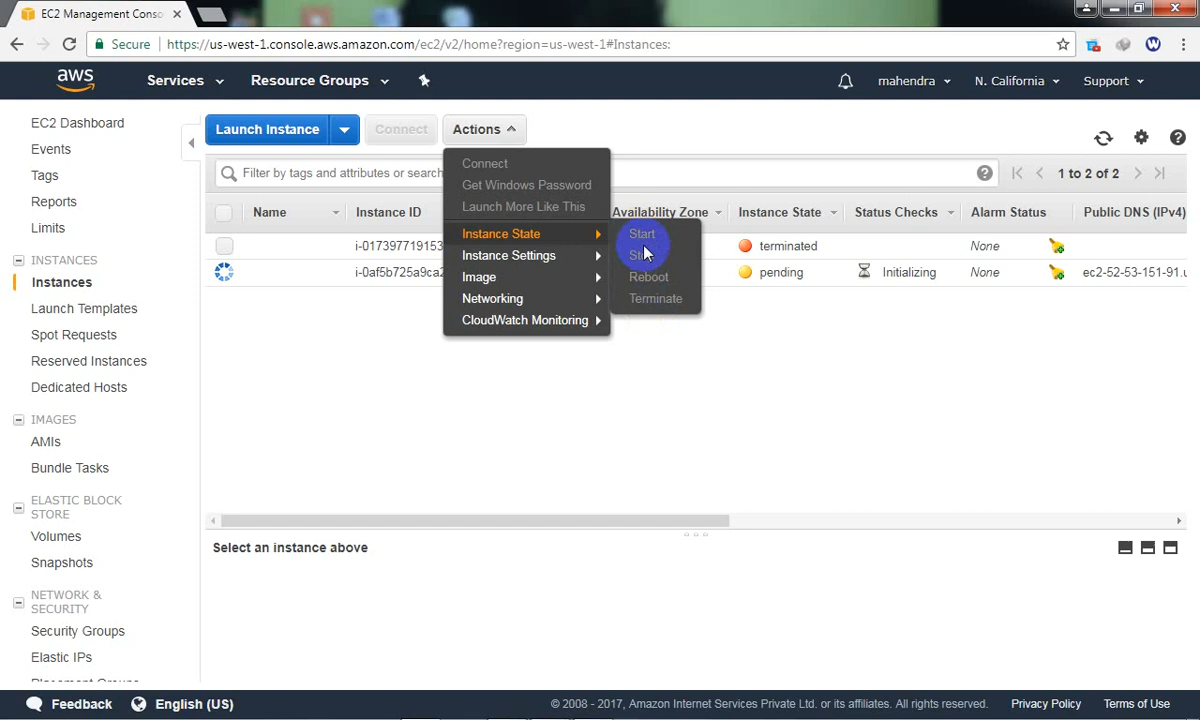 EC2 Management Conso
Secure https://us-west-1.console.aws.amazon.com/ec2/v2/home?region=us-west-1#Instances:
aws Services Resource Groups mahendra N. California Support
EC2 Dashboard
Events
Tags
Reports
Limits
INSTANCES
Instances
Launch Templates
Spot Requests
Reserved Instances
Dedicated Hosts
IMAGES
AMIs
Bundle Tasks
ELASTIC BLOCK
STORE
Volumes
Snapshots
NETWORK &
SECURITY
Security Groups
Elastic IPs
Launch Instance Connect Actions
Filter by tags and attributes or search 1 to 2 of 2
Name Instance ID Availability Zone Instance State Status Checks Alarm Status Public DNS (IPv4)
i-017397719153 terminated None
i-0af5b725a9ca2 pending Initializing None ec2-52-53-151-91.u
Connect
Get Windows Password
Launch More Like This
Instance State
Instance Settings
Image
Networking
CloudWatch Monitoring
Start
Reboot
Terminate
Select an instance above
Feedback English (US) © 2008 - 2017, Amazon Internet Services Private Ltd. or its affiliates. All rights reserved. Privacy Policy Terms of Use